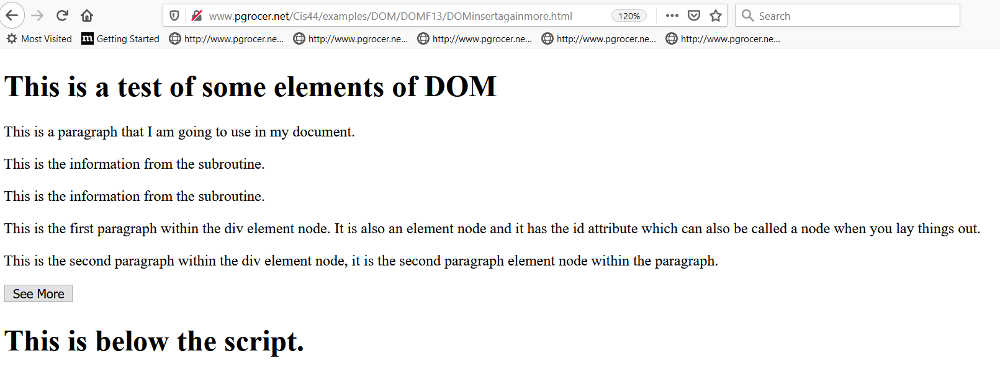 www.pgrocer.net/Cis44/examples/DOM/DOMF13/DOMinsertagainmore.html 120% ••• Search
Most Visited m Getting Started http://www.pgrocer.ne... http://www.pgrocer.ne... http://www.pgrocer.ne... http://www.pgrocer.ne... http://www.pgrocer.ne...
This is a test of some elements of DOM
This is a paragraph that I am going to use in my document.
This is the information from the subroutine.
This is the information from the subroutine.
This is the first paragraph within the div element node. It is also an element node and it has the id attribute which can also be called a node when you lay things out.
This is the second paragraph within the div element node, it is the second paragraph element node within the paragraph.
See More
This is below the script.